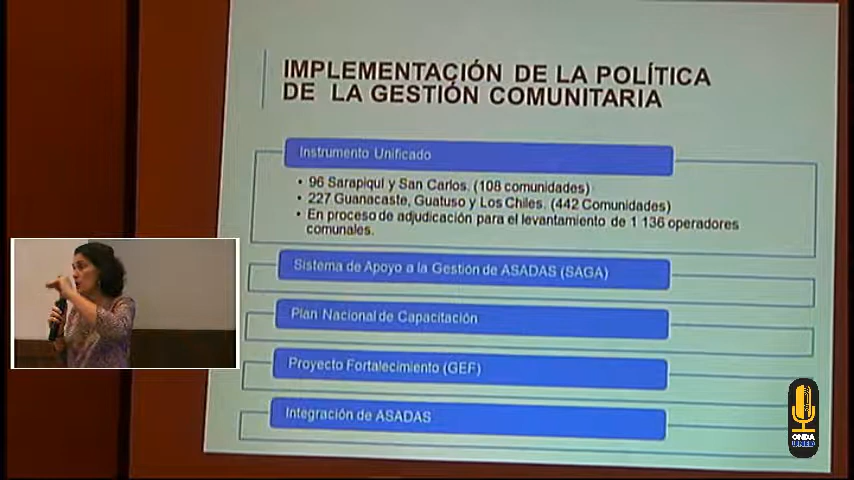 IMPLEMENTACIÓN DE LA POLÍTICA
DE LA GESTIÓN COMUNITARIA
Instrumento Unificado
• 96 Sarapiquí y San Carlos. (108 comunidades)
• 227 Guanacaste, Guatuso y Los Chiles. (442 Comunidades)
• En proceso de adjudicación para el levantamiento de 1 136 operadores
comunales.
Sistema de Apoyo a la Gestión de ASADAS (SAGA)
Plan Nacional de Capacitación
Proyecto Fortalecimiento (GEF)
Integración de ASADAS
ONDA